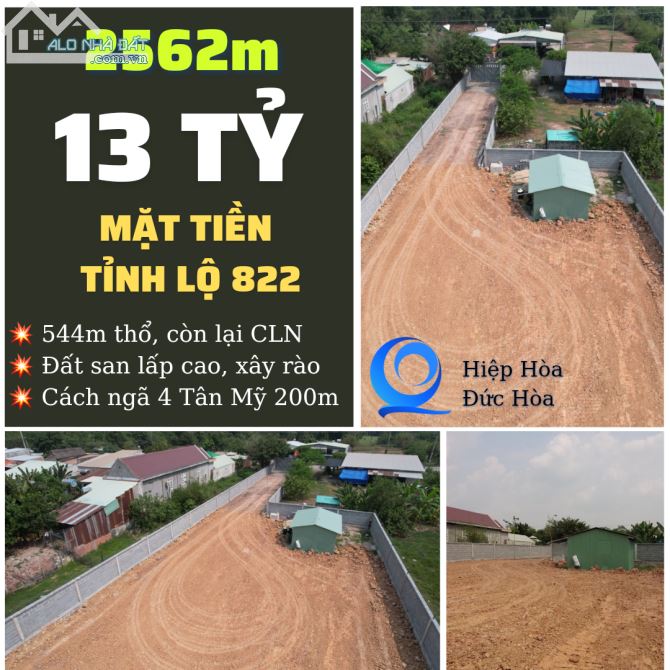 ALO NHÀ ĐẤT
.com.vn
2562m
13 TỶ
MẶT TIỀN
TỈNH LỘ 822
544m thổ, còn lại CLN
Đất san lấp cao, xây rào
Cách ngã 4 Tân Mỹ 200m
Hiệp Hòa
Đức Hòa